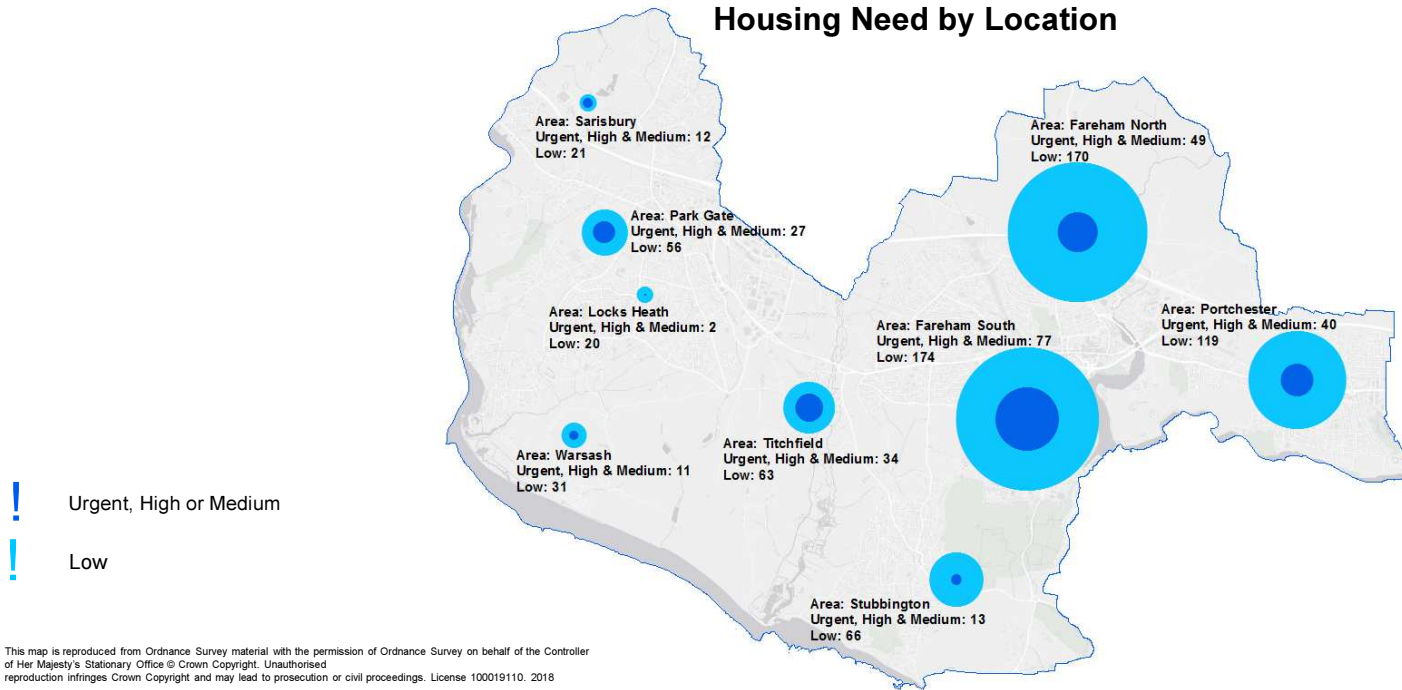 Housing Need by Location
Area: Sarisbury
Urgent, High & Medium: 12
Low: 21
Area: Fareham North
Urgent, High & Medium: 49
Low: 170
Area: Park Gate
Urgent, High & Medium: 27
Low: 56
Area: Locks Heath
Urgent, High & Medium: 2
Low: 20
Area: Fareham South
Urgent, High & Medium: 77
Low: 174
Area: Portchester
Urgent, High & Medium: 40
Low: 119
Area: Titchfield
Urgent, High & Medium: 34
Low: 63
Area: Warsash
Urgent, High & Medium: 11
Low: 31
Area: Stubbington
Urgent, High & Medium: 13
Low: 66
! Urgent, High or Medium
! Low
This map is reproduced from Ordnance Survey material with the permission of Ordnance Survey on behalf of the Controller
of Her Majesty's Stationary Office © Crown Copyright. Unauthorised
reproduction infringes Crown Copyright and may lead to prosecution or civil proceedings. License 100019110. 2018